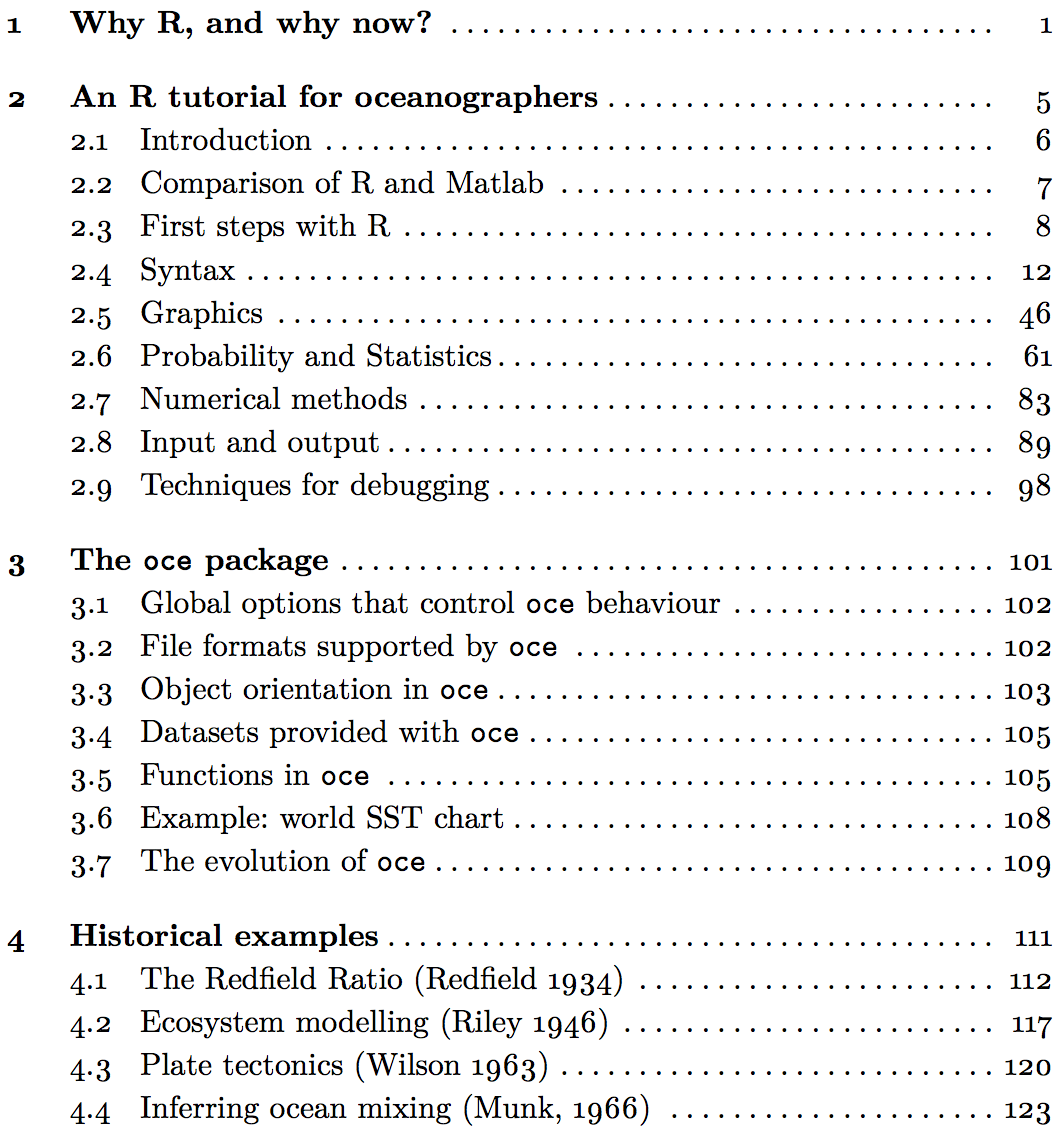 1 Why R, and why now? . . . . . . . . . . . . . . . . . . . . . . . . . . . . . . . . . . . 1
2 An R tutorial for oceanographers . . . . . . . . . . . . . . . . . . . . . . . . . 5
2.1 Introduction . . . . . . . . . . . . . . . . . . . . . . . . . . . . . . . . . . . . . . . . . . . 6
2.2 Comparison of R and Matlab . . . . . . . . . . . . . . . . . . . . . . . . . . . . 7
2.3 First steps with R . . . . . . . . . . . . . . . . . . . . . . . . . . . . . . . . . . . . . . 8
2.4 Syntax . . . . . . . . . . . . . . . . . . . . . . . . . . . . . . . . . . . . . . . . . . . . . . . . 12
2.5 Graphics . . . . . . . . . . . . . . . . . . . . . . . . . . . . . . . . . . . . . . . . . . . . . . 46
2.6 Probability and Statistics . . . . . . . . . . . . . . . . . . . . . . . . . . . . . . . . 61
2.7 Numerical methods . . . . . . . . . . . . . . . . . . . . . . . . . . . . . . . . . . . . . 83
2.8 Input and output . . . . . . . . . . . . . . . . . . . . . . . . . . . . . . . . . . . . . . . 89
2.9 Techniques for debugging . . . . . . . . . . . . . . . . . . . . . . . . . . . . . . . . 98
3 The oce package . . . . . . . . . . . . . . . . . . . . . . . . . . . . . . . . . . . . . . . . . . 101
3.1 Global options that control oce behaviour . . . . . . . . . . . . . . . . . 102
3.2 File formats supported by oce . . . . . . . . . . . . . . . . . . . . . . . . . . . 102
3.3 Object orientation in oce . . . . . . . . . . . . . . . . . . . . . . . . . . . . . . . . 103
3.4 Datasets provided with oce . . . . . . . . . . . . . . . . . . . . . . . . . . . . . . 105
3.5 Functions in oce . . . . . . . . . . . . . . . . . . . . . . . . . . . . . . . . . . . . . . . 105
3.6 Example: world SST chart . . . . . . . . . . . . . . . . . . . . . . . . . . . . . . . 108
3.7 The evolution of oce . . . . . . . . . . . . . . . . . . . . . . . . . . . . . . . . . . . . 109
4 Historical examples . . . . . . . . . . . . . . . . . . . . . . . . . . . . . . . . . . . . . . . 111
4.1 The Redfield Ratio (Redfield 1934) . . . . . . . . . . . . . . . . . . . . . . . 112
4.2 Ecosystem modelling (Riley 1946) . . . . . . . . . . . . . . . . . . . . . . . . 117
4.3 Plate tectonics (Wilson 1963) . . . . . . . . . . . . . . . . . . . . . . . . . . . . 120
4.4 Inferring ocean mixing (Munk, 1966) . . . . . . . . . . . . . . . . . . . . . 123